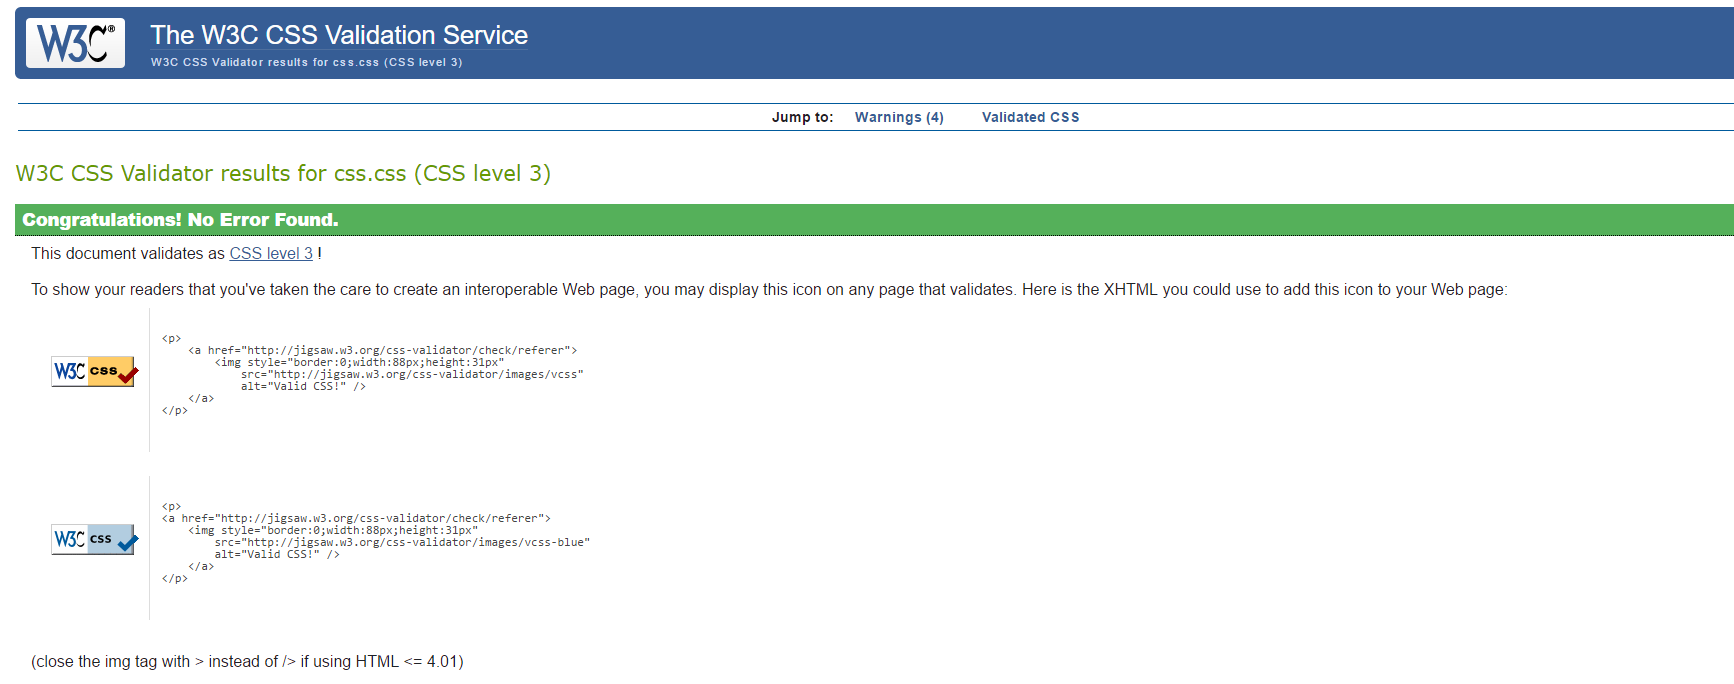 W3C®
The W3C CSS Validation Service
W3C CSS Validator results for css.css (CSS level 3)
Jump to: Warnings (4) Validated CSS
W3C CSS Validator results for css.css (CSS level 3)
Congratulations! No Error Found.
This document validates as CSS level 3 !
To show your readers that you've taken the care to create an interoperable Web page, you may display this icon on any page that validates. Here is the XHTML you could use to add this icon to your Web page:
W3C css
<p>
    <a href="http://jigsaw.w3.org/css-validator/check/referer">
        <img style="border:0;width:88px;height:31px"
            src="http://jigsaw.w3.org/css-validator/images/vcss"
            alt="Valid CSS!" />
    </a>
</p>
W3C css
<p>
<a href="http://jigsaw.w3.org/css-validator/check/referer">
    <img style="border:0;width:88px;height:31px"
        src="http://jigsaw.w3.org/css-validator/images/vcss-blue"
        alt="Valid CSS!" />
    </a>
</p>
(close the img tag with > instead of /> if using HTML <= 4.01)